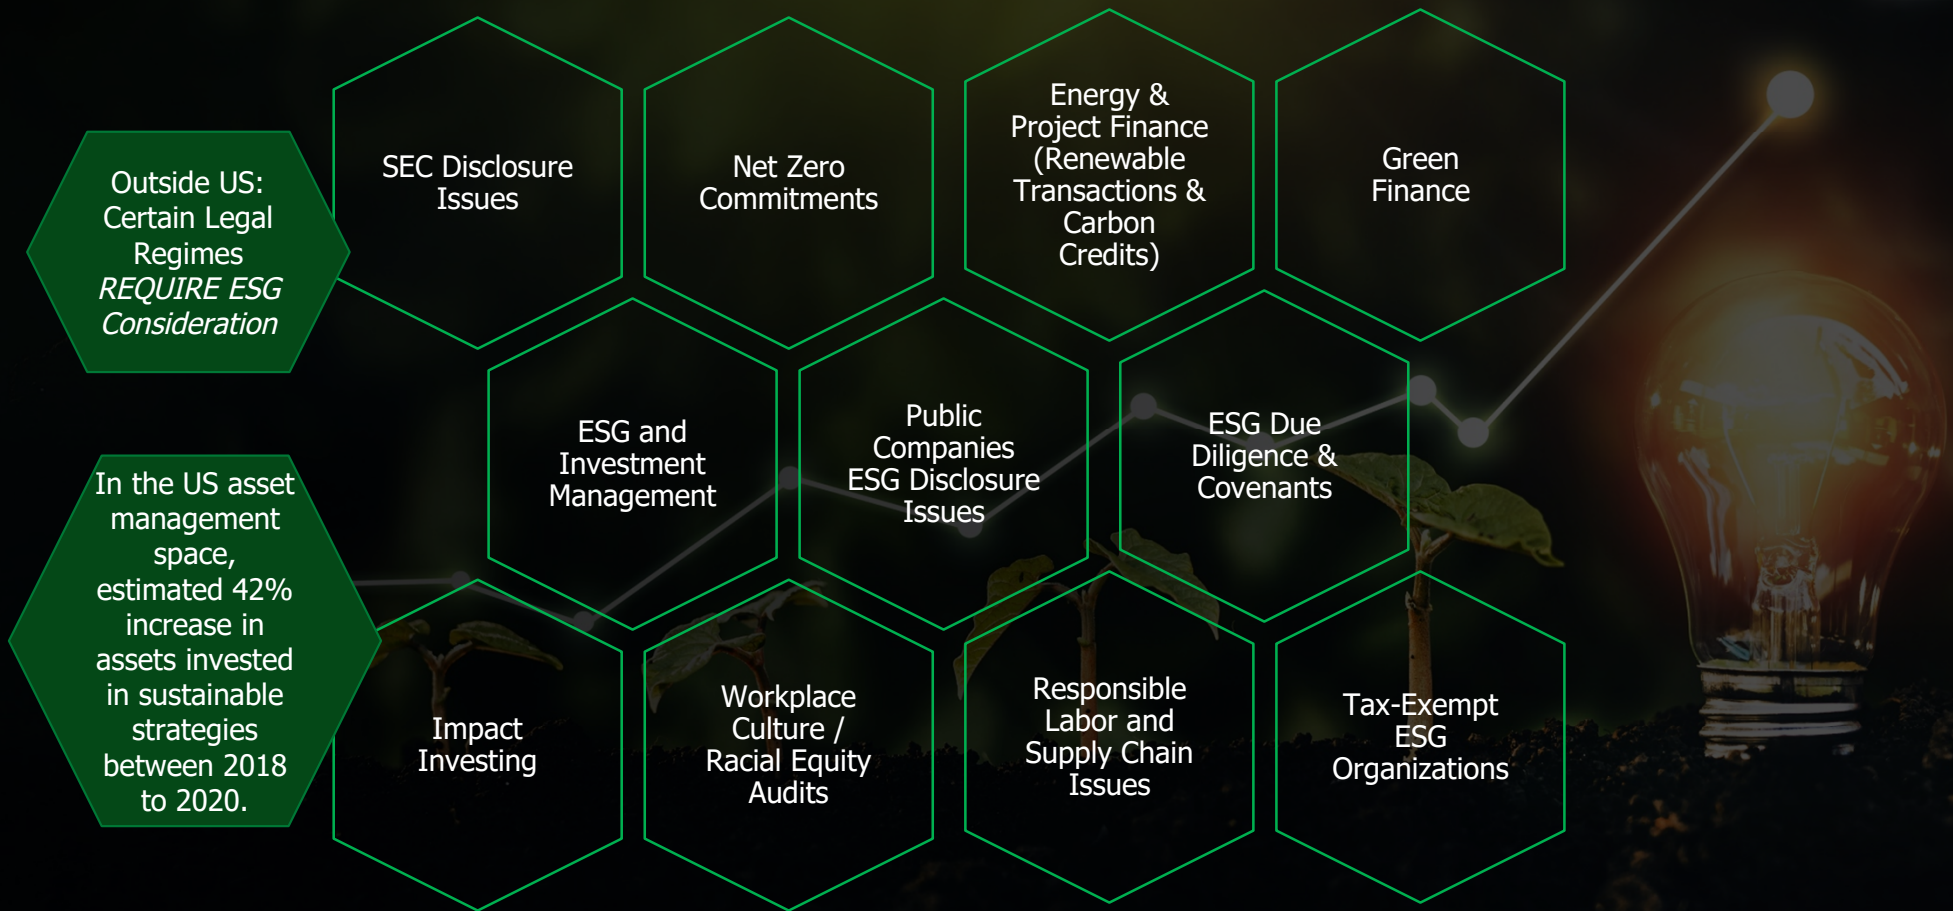 Outside US:
Certain Legal
Regimes
REQUIRE ESG
Consideration
In the US asset
management
space,
estimated 42%
increase in
assets invested
in sustainable
strategies
between 2018
to 2020.
SEC Disclosure
Issues
Net Zero
Commitments
Energy &
Project Finance
(Renewable
Transactions &
Carbon
Credits)
Green
Finance
ESG and
Investment
Management
Public
Companies
ESG Disclosure
Issues
ESG Due
Diligence &
Covenants
Impact
Investing
Workplace
Culture /
Racial Equity
Audits
Responsible
Labor and
Supply Chain
Issues
Tax-Exempt
ESG
Organizations